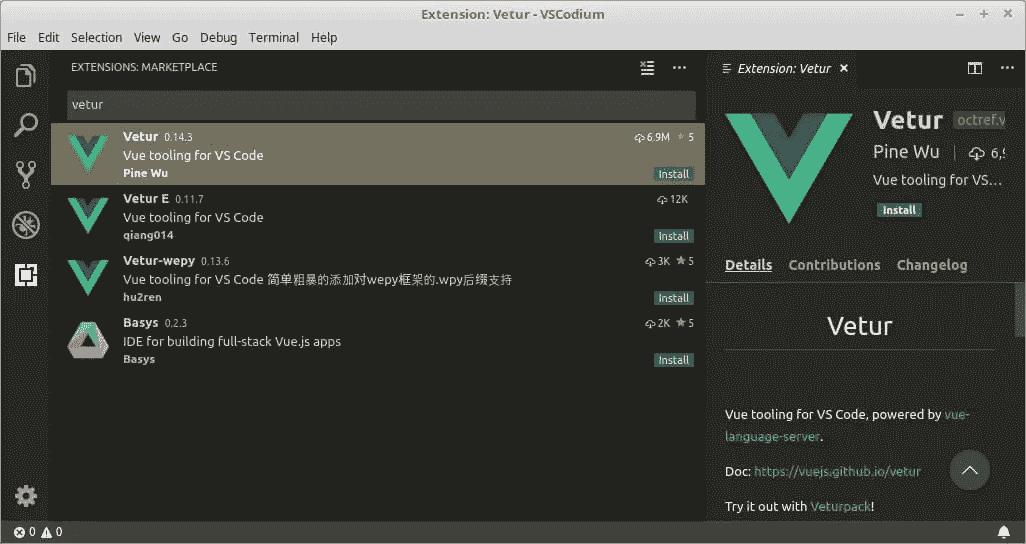 Extension: Vetur - VSCodium
File Edit Selection View Go Debug Terminal Help
EXTENSIONS: MARKETPLACE
vetur
Vetur 0.14.3 6.9M 5
Vue tooling for VS Code
Pine Wu Install
Vetur E 0.11.7 12K
Vue tooling for VS Code
qiang014 Install
Vetur-wepy 0.13.6 3K 5
Vue tooling for VS Code 简单粗暴的添加对wepy框架的.wpy后缀支持
hu2ren Install
Basys 0.2.3 2K 5
IDE for building full-stack Vue.js apps
Basys Install
0 0
Extension: Vetur
Vetur octref.v
Pine Wu | 6,9
Vue tooling for VS...
Install
Details Contributions Changelog
Vetur
Vue tooling for VS Code, powered by vue-
language-server.
Doc: https://vuejs.github.io/vetur
Try it out with Veturpack!